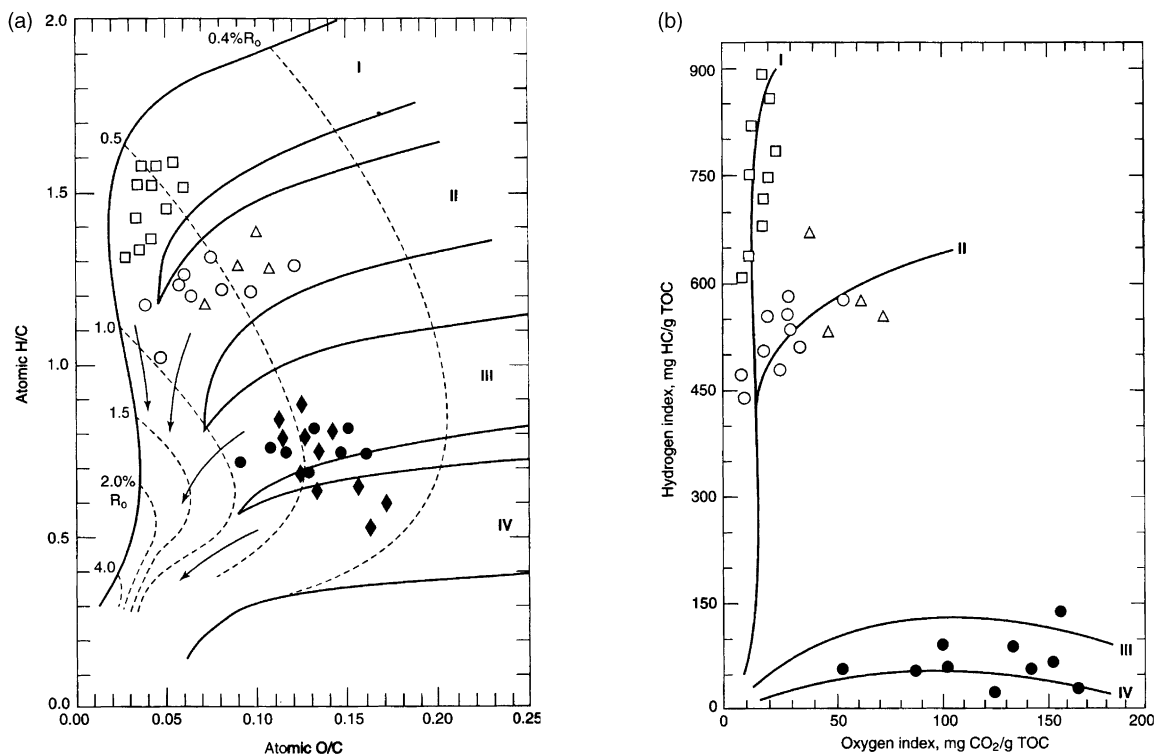 (a)
2.0
1.5
1.0
0.5
0.0
Atomic H/C
0.4%Ro
0.5
1.0
1.5
2.0%
Ro
4.0
I
II
III
IV
0.00
0.05
0.10
0.15
0.20
0.25
Atomic O/C
(b)
900
750
600
450
300
150
0
Hydrogen index, mg HC/g TOC
I
II
III
IV
0
50
100
150
200
Oxygen index, mg CO2/g TOC